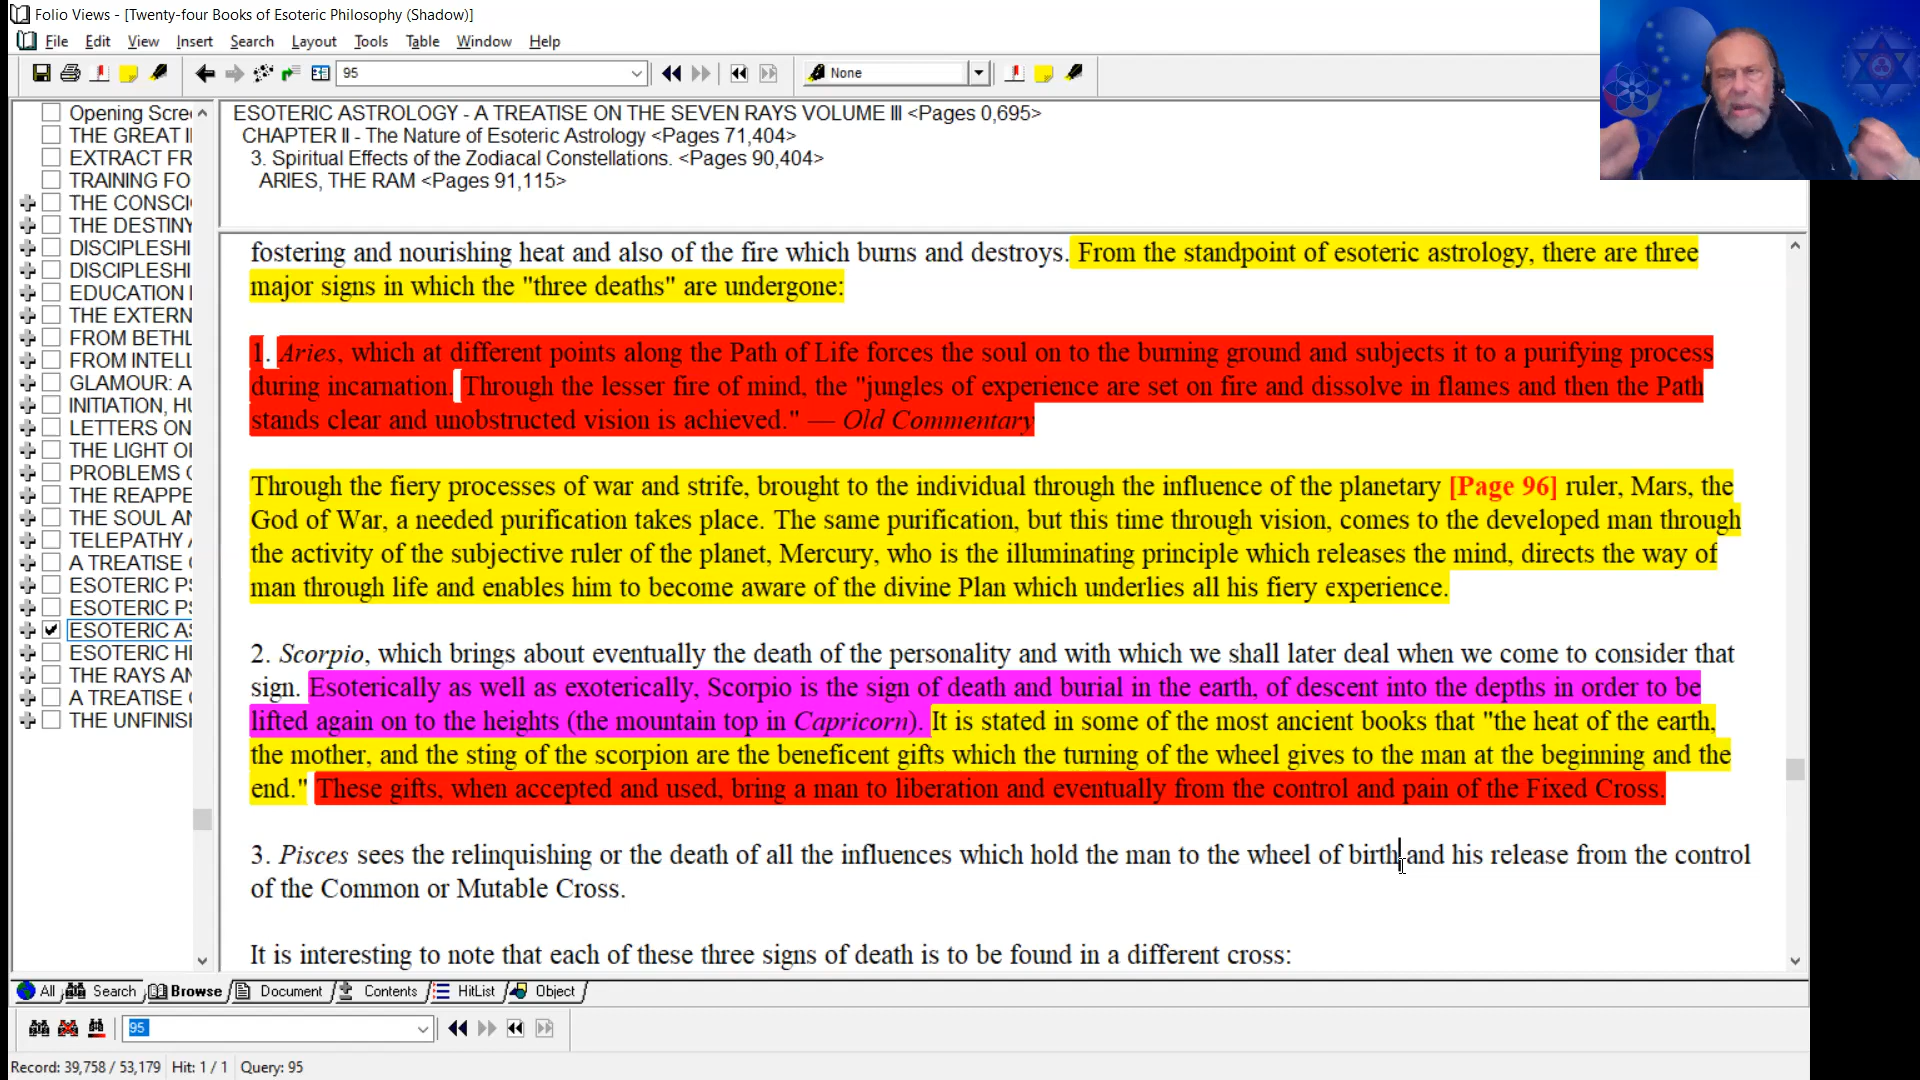 Folio Views - [Twenty-four Books of Esoteric Philosophy (Shadow)]
File Edit View Insert Search Layout Tools Table Window Help
95 None
Opening Scree
THE GREAT I
EXTRACT FR
TRAINING FO
THE CONSCI
THE DESTINY
DISCIPLESHI
DISCIPLESHI
EDUCATION I
THE EXTERN
FROM BETHL
FROM INTELL
GLAMOUR: A
INITIATION, HU
LETTERS ON
THE LIGHT OF
PROBLEMS O
THE REAPPE
THE SOUL AN
TELEPATHY A
A TREATISE O
ESOTERIC PS
ESOTERIC PS
ESOTERIC AS
ESOTERIC HE
THE RAYS AN
A TREATISE O
THE UNFINISH
ESOTERIC ASTROLOGY - A TREATISE ON THE SEVEN RAYS VOLUME III <Pages 0,695>
CHAPTER II - The Nature of Esoteric Astrology <Pages 71,404>
3. Spiritual Effects of the Zodiacal Constellations. <Pages 90,404>
ARIES, THE RAM <Pages 91,115>
fostering and nourishing heat and also of the fire which burns and destroys. From the standpoint of esoteric astrology, there are three
major signs in which the "three deaths" are undergone:
1. Aries, which at different points along the Path of Life forces the soul on to the burning ground and subjects it to a purifying process
during incarnation. Through the lesser fire of mind, the "jungles of experience are set on fire and dissolve in flames and then the Path
stands clear and unobstructed vision is achieved." — Old Commentary
Through the fiery processes of war and strife, brought to the individual through the influence of the planetary [Page 96] ruler, Mars, the
God of War, a needed purification takes place. The same purification, but this time through vision, comes to the developed man through
the activity of the subjective ruler of the planet, Mercury, who is the illuminating principle which releases the mind, directs the way of
man through life and enables him to become aware of the divine Plan which underlies all his fiery experience.
2. Scorpio, which brings about eventually the death of the personality and with which we shall later deal when we come to consider that
sign. Esoterically as well as exoterically, Scorpio is the sign of death and burial in the earth, of descent into the depths in order to be
lifted again on to the heights (the mountain top in Capricorn). It is stated in some of the most ancient books that "the heat of the earth,
the mother, and the sting of the scorpion are the beneficent gifts which the turning of the wheel gives to the man at the beginning and the
end." These gifts, when accepted and used, bring a man to liberation and eventually from the control and pain of the Fixed Cross.
3. Pisces sees the relinquishing or the death of all the influences which hold the man to the wheel of birth and his release from the control
of the Common or Mutable Cross.
It is interesting to note that each of these three signs of death is to be found in a different cross:
All Search Browse Document Contents HitList Object
95
Record: 39,758 / 53,179 Hit: 1 / 1 Query: 95